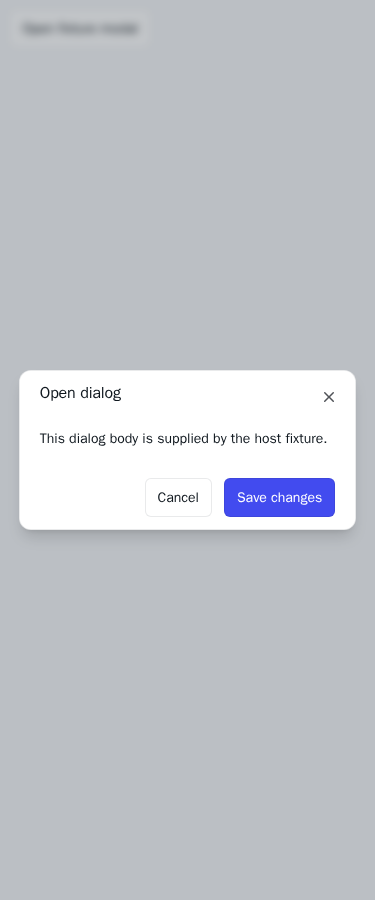 Open dialog
This dialog body is supplied by the host fixture.
Cancel
Save changes